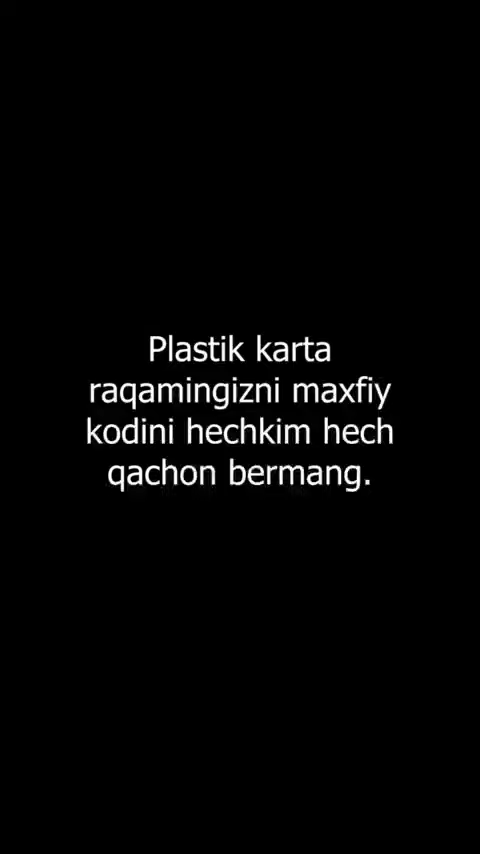 Plastik karta
raqamingizni maxfiy
kodini hechkim hech
qachon bermang.